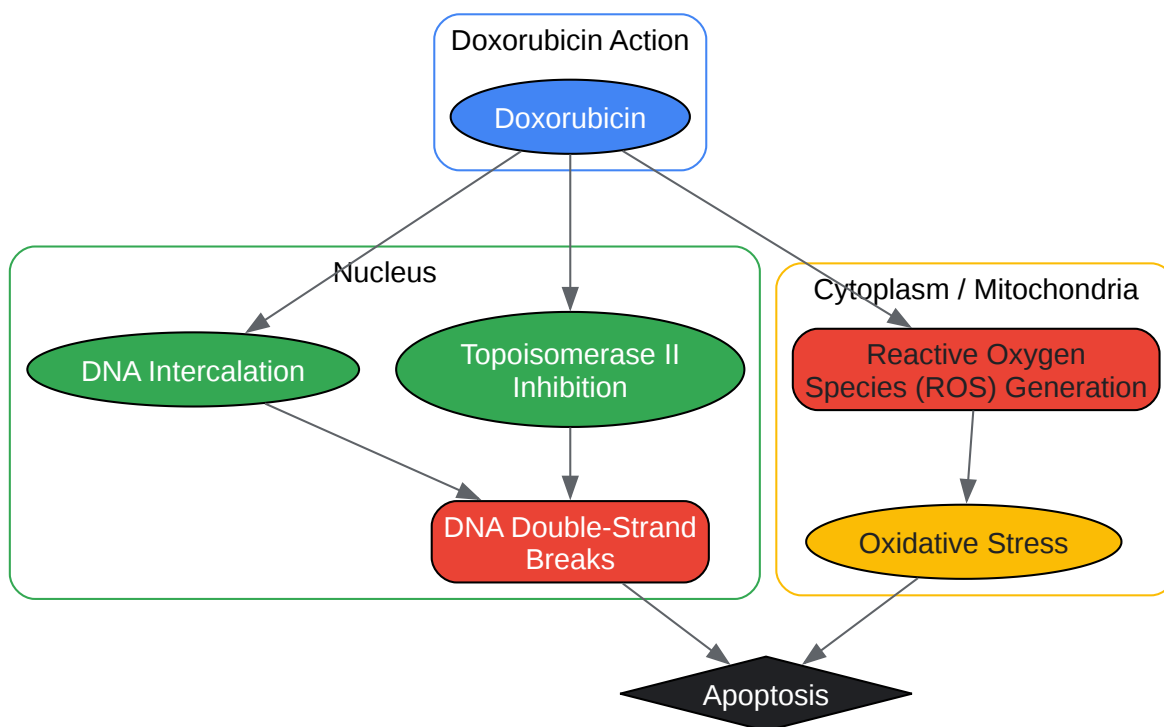 Doxorubicin Action
Doxorubicin
Nucleus
DNA Intercalation
Topoisomerase II
Inhibition
DNA Double-Strand
Breaks
Cytoplasm / Mitochondria
Reactive Oxygen
Species (ROS) Generation
Oxidative Stress
Apoptosis